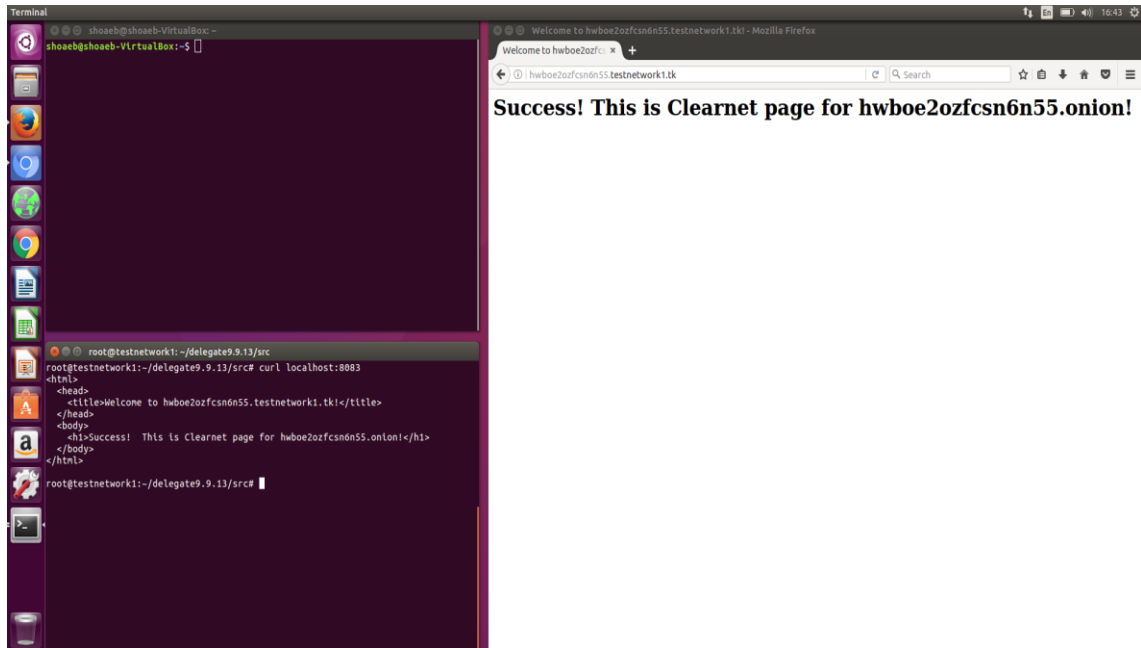 Terminal
En
16:43
shoaeb@shoaeb-VirtualBox: ~
shoaeb@shoaeb-VirtualBox:~$
Welcome to hwboe2ozfcsn6n55.testnetwork1.tk! - Mozilla Firefox
Welcome to hwboe2ozfcs
hwboe2ozfcsn6n55.testnetwork1.tk
Search
Success! This is Clearnet page for hwboe2ozfcsn6n55.onion!
root@testnetwork1: ~/delegate9.9.13/src
root@testnetwork1:~/delegate9.9.13/src# curl localhost:8083
<html>
<head>
<title>Welcome to hwboe2ozfcsn6n55.testnetwork1.tk!</title>
</head>
<body>
<h1>Success!  This is Clearnet page for hwboe2ozfcsn6n55.onion!</h1>
</body>
</html>
root@testnetwork1:~/delegate9.9.13/src#